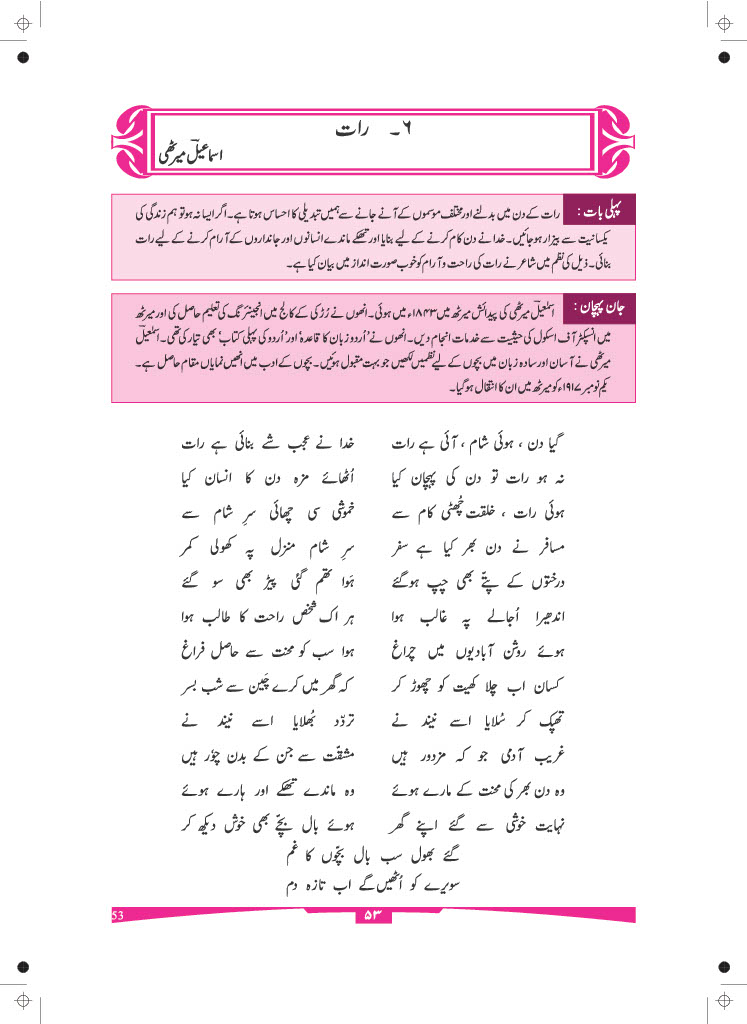 ۶۔ رات
اسماعیلؔ میرٹھی
پہلی بات : رات کے دن میں بدلنے اور مختلف موسموں کے آنے جانے سے ہمیں تبدیلی کا احساس ہوتا ہے۔ اگر ایسا نہ ہو تو ہم زندگی کی
یکسانیت سے بیزار ہو جائیں۔ خدا نے دن کام کرنے کے لیے بنایا اور تھکے ماندے انسانوں اور جانداروں کے آرام کرنے کے لیے رات
بنائی۔ ذیل کی نظم میں شاعر نے رات کی راحت و آرام کو خوب صورت انداز میں بیان کیا ہے۔
جان پہچان : اسمٰعیلؔ میرٹھی کی پیدائش میرٹھ میں ۱۸۴۳ء میں ہوئی۔ انھوں نے رُڑکی کے کالج میں انجینئرنگ کی تعلیم حاصل کی اور میرٹھ
میں انسپکٹر آف اسکول کی حیثیت سے خدمات انجام دیں۔ انھوں نے ’اُردو زبان کا قاعدہ‘ اور ’اُردو کی پہلی کتاب‘ بھی تیار کی تھی۔ اسمٰعیلؔ
میرٹھی نے آسان اور سادہ زبان میں بچوں کے لیے نظمیں لکھیں جو بہت مقبول ہوئیں۔ بچوں کے ادب میں انھیں نمایاں مقام حاصل ہے۔
یکم نومبر ۱۹۱۷ء کو میرٹھ میں ان کا انتقال ہو گیا۔
گیا دن ، ہوئی شام ، آئی ہے رات خدا نے عجب شے بنائی ہے رات
نہ ہو رات تو دن کی پہچان کیا اُٹھائے مزہ دن کا انسان کیا
ہوئی رات ، خلقت چُھٹی کام سے خموشی سی چھائی سرِ شام سے
مسافر نے دن بھر کیا ہے سفر سرِ شام منزل پہ کھولی کمر
درختوں کے پتّے بھی چپ ہوگئے ہَوا تھم گئی پیڑ بھی سو گئے
اندھیرا اُجالے پہ غالب ہوا ہر اک شخص راحت کا طالب ہوا
ہوئے روشن آبادیوں میں چراغ ہوا سب کو محنت سے حاصل فراغ
کسان اب چلا کھیت کو چھوڑ کر کہ گھر میں کرے چَین سے شب بسر
تھپک کر سُلایا اسے نیند نے تردّد بُھلایا اسے نیند نے
غریب آدمی جو کہ مزدور ہیں مشقّت سے جن کے بدن چوٗر ہیں
وہ دن بھر کی محنت کے مارے ہوئے وہ ماندے تھکے اور ہارے ہوئے
نہایت خوشی سے گئے اپنے گھر ہوئے بال بچّے بھی خوش دیکھ کر
گئے بھول سب بال بچّوں کا غم
سویرے کو اُٹھیں گے اب تازہ دم
۵۳
53